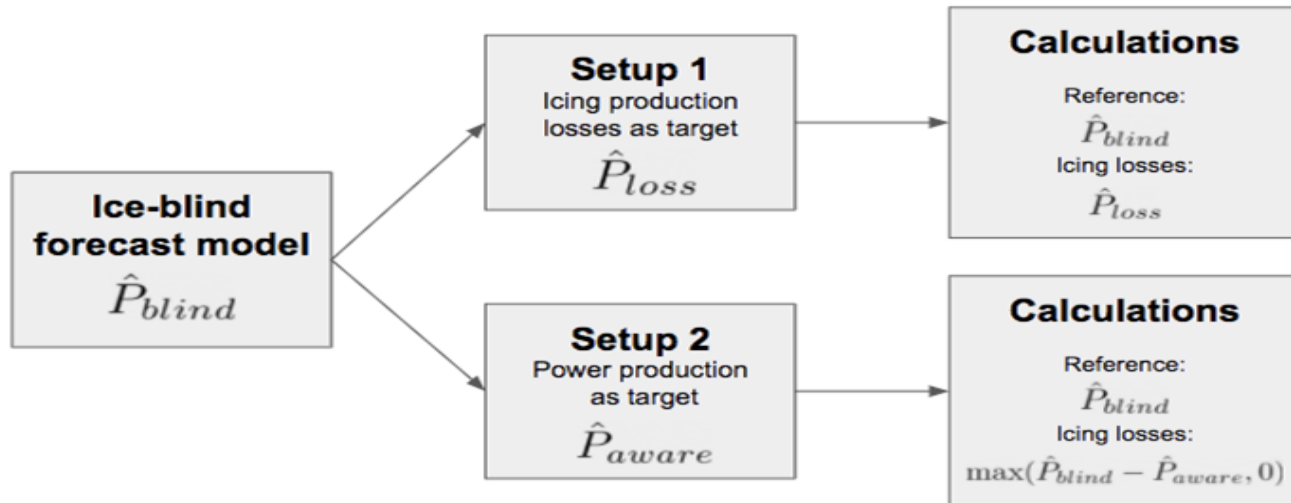 Ice-blind
forecast model
P̂_blind
Setup 1
Icing production
losses as target
P̂_loss
Calculations
Reference:
P̂_blind
Icing losses:
P̂_loss
Setup 2
Power production
as target
P̂_aware
Calculations
Reference:
P̂_blind
Icing losses:
max(P̂_blind − P̂_aware, 0)